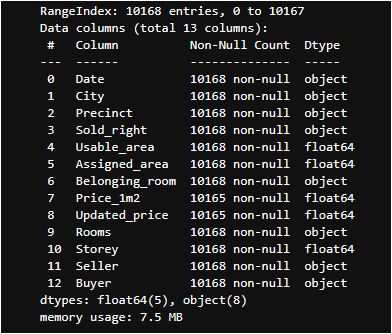 RangeIndex: 10168 entries, 0 to 10167
Data columns (total 13 columns):
 #   Column          Non-Null Count  Dtype
---  ------          --------------  -----
 0   Date            10168 non-null  object
 1   City            10168 non-null  object
 2   Precinct        10168 non-null  object
 3   Sold_right      10168 non-null  object
 4   Usable_area     10168 non-null  float64
 5   Assigned_area   10168 non-null  float64
 6   Belonging_room  10168 non-null  object
 7   Price_1m2       10165 non-null  float64
 8   Updated_price   10165 non-null  float64
 9   Rooms           10168 non-null  object
 10  Storey          10168 non-null  float64
 11  Seller          10168 non-null  object
 12  Buyer           10168 non-null  object
dtypes: float64(5), object(8)
memory usage: 7.5 MB